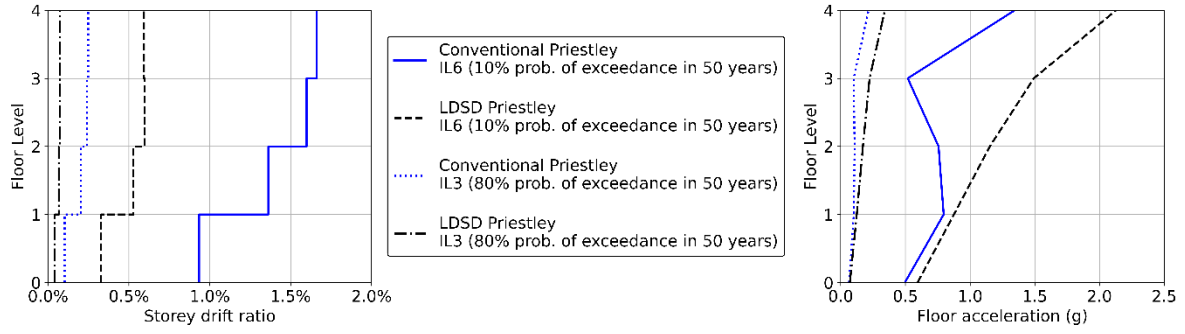 4
3
2
1
0
Floor Level
0.0%
0.5%
1.0%
1.5%
2.0%
Storey drift ratio
Conventional Priestley
IL6 (10% prob. of exceedance in 50 years)
LDSD Priestley
IL6 (10% prob. of exceedance in 50 years)
Conventional Priestley
IL3 (80% prob. of exceedance in 50 years)
LDSD Priestley
IL3 (80% prob. of exceedance in 50 years)
4
3
2
1
0
Floor Level
0.0
0.5
1.0
1.5
2.0
2.5
Floor acceleration (g)